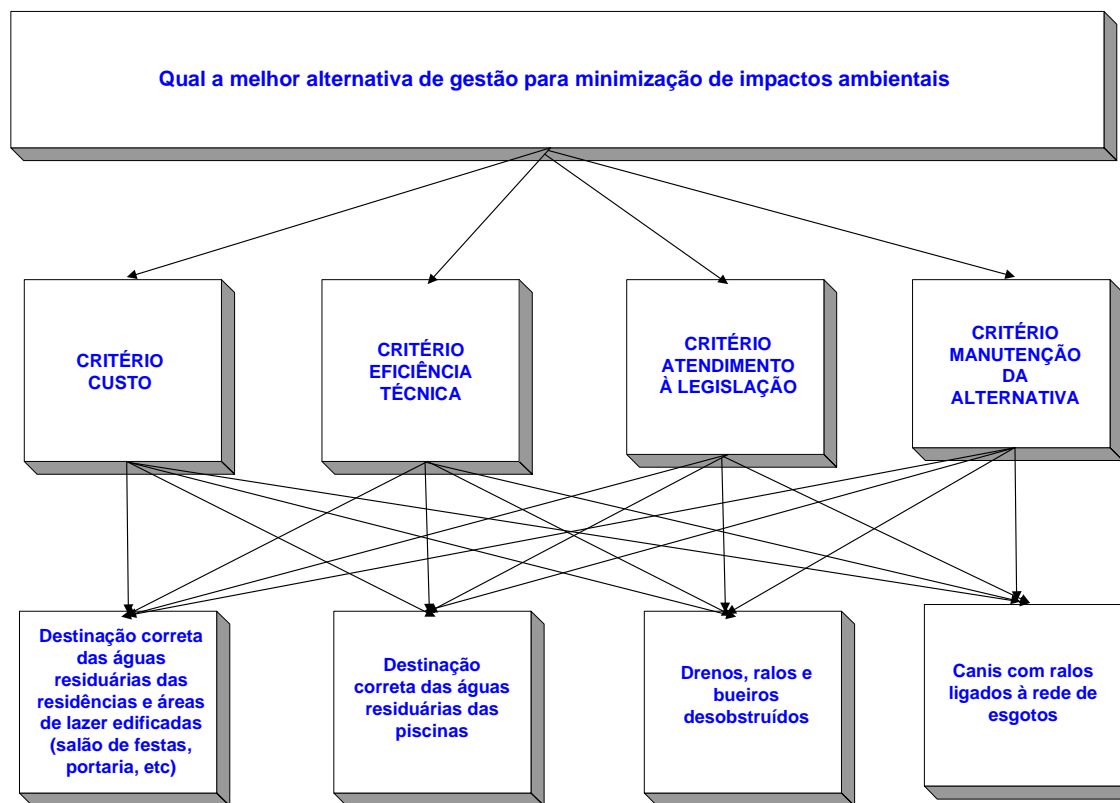 Qual a melhor alternativa de gestão para minimização de impactos ambientais
CRITÉRIO
CUSTO
CRITÉRIO
EFICIÊNCIA
TÉCNICA
CRITÉRIO
ATENDIMENTO
À LEGISLAÇÃO
CRITÉRIO
MANUTENÇÃO
DA
ALTERNATIVA
Destinação correta
das águas
residuárias das
residências e áreas
de lazer edificadas
(salão de festas,
portaria, etc)
Destinação
correta das águas
residuárias das
piscinas
Drenos, ralos e
bueiros
desobstruídos
Canis com ralos
ligados à rede de
esgotos